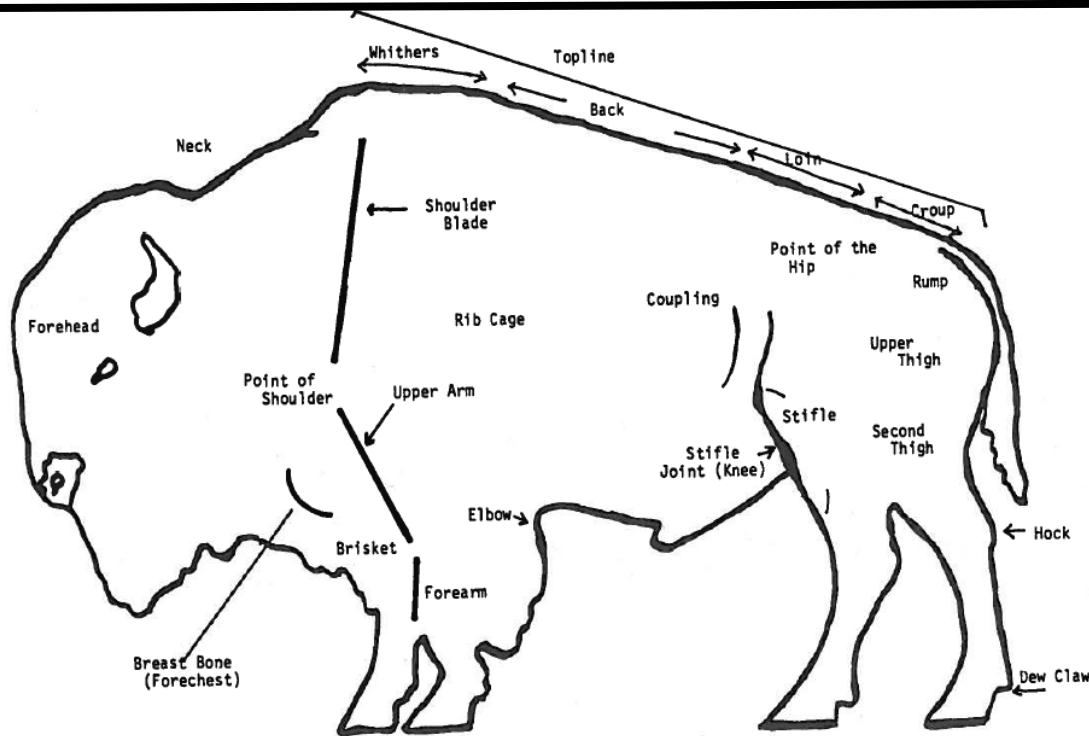 Whithers
Topline
Back
Neck
Loin
Shoulder
Blade
Croup
Point of the
Hip
Rump
Coupling
Rib Cage
Forehead
Upper
Thigh
Point of
Shoulder
Upper Arm
Stifle
Second
Thigh
Stifle
Joint (Knee)
Elbow
Hock
Brisket
Forearm
Breast Bone
(Forechest)
Dew Claw